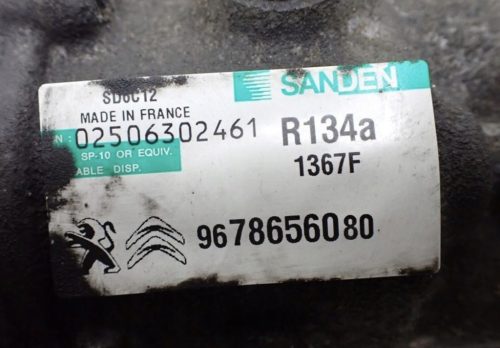 SD6C12
SANDEN
MADE IN FRANCE
N : 02506302461
R134a
SP-10 OR EQUIV.
1367F
ABLE DISP.
9678656080